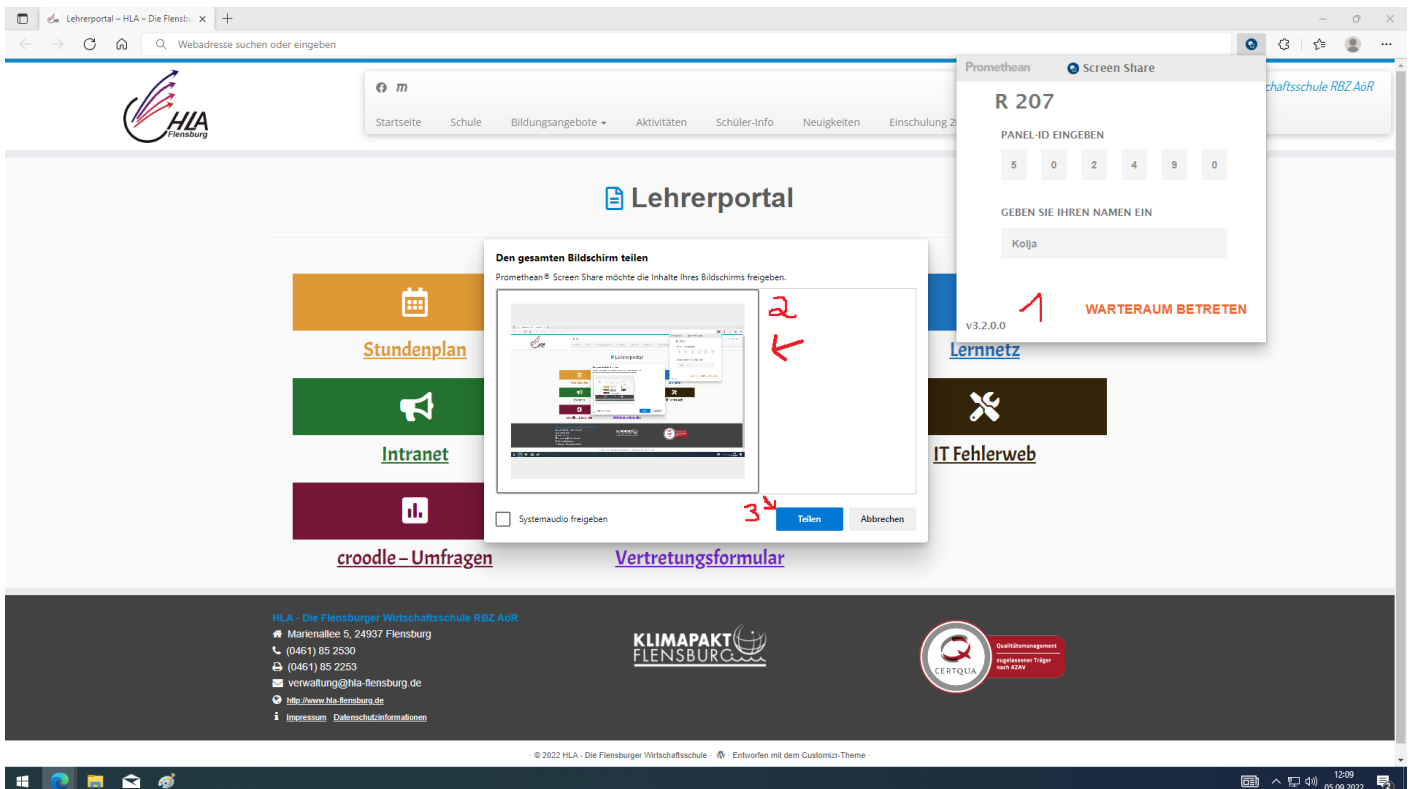 Lehrerportal – HLA – Die Flensbu
Webadresse suchen oder eingeben
HLA
Flensburg
Startseite Schule Bildungsangebote Aktivitäten Schüler-Info Neuigkeiten Einschulung 2
chaftsschule RBZ AöR
Promethean Screen Share
R 207
PANEL-ID EINGEBEN
5 0 2 4 9 0
GEBEN SIE IHREN NAMEN EIN
Kolja
1 WARTERAUM BETRETEN
v3.2.0.0
Lehrerportal
Den gesamten Bildschirm teilen
Promethean® Screen Share möchte die Inhalte Ihres Bildschirms freigeben.
2
3
Systemaudio freigeben
Teilen Abbrechen
Stundenplan
Lernnetz
Intranet
IT Fehlerweb
croodle – Umfragen
Vertretungsformular
HLA - Die Flensburger Wirtschaftsschule RBZ AöR
Marienallee 5, 24937 Flensburg
(0461) 85 2530
(0461) 85 2253
verwaltung@hla-flensburg.de
http://www.hla-flensburg.de
Impressum Datenschutzinformationen
KLIMAPAKT
FLENSBURG
CERTQUA
Qualitätsmanagement
zugelassener Träger
nach AZAV
· © 2022 HLA - Die Flensburger Wirtschaftsschule · · Entworfen mit dem Customizr-Theme ·
12:09
05.09.2022
2